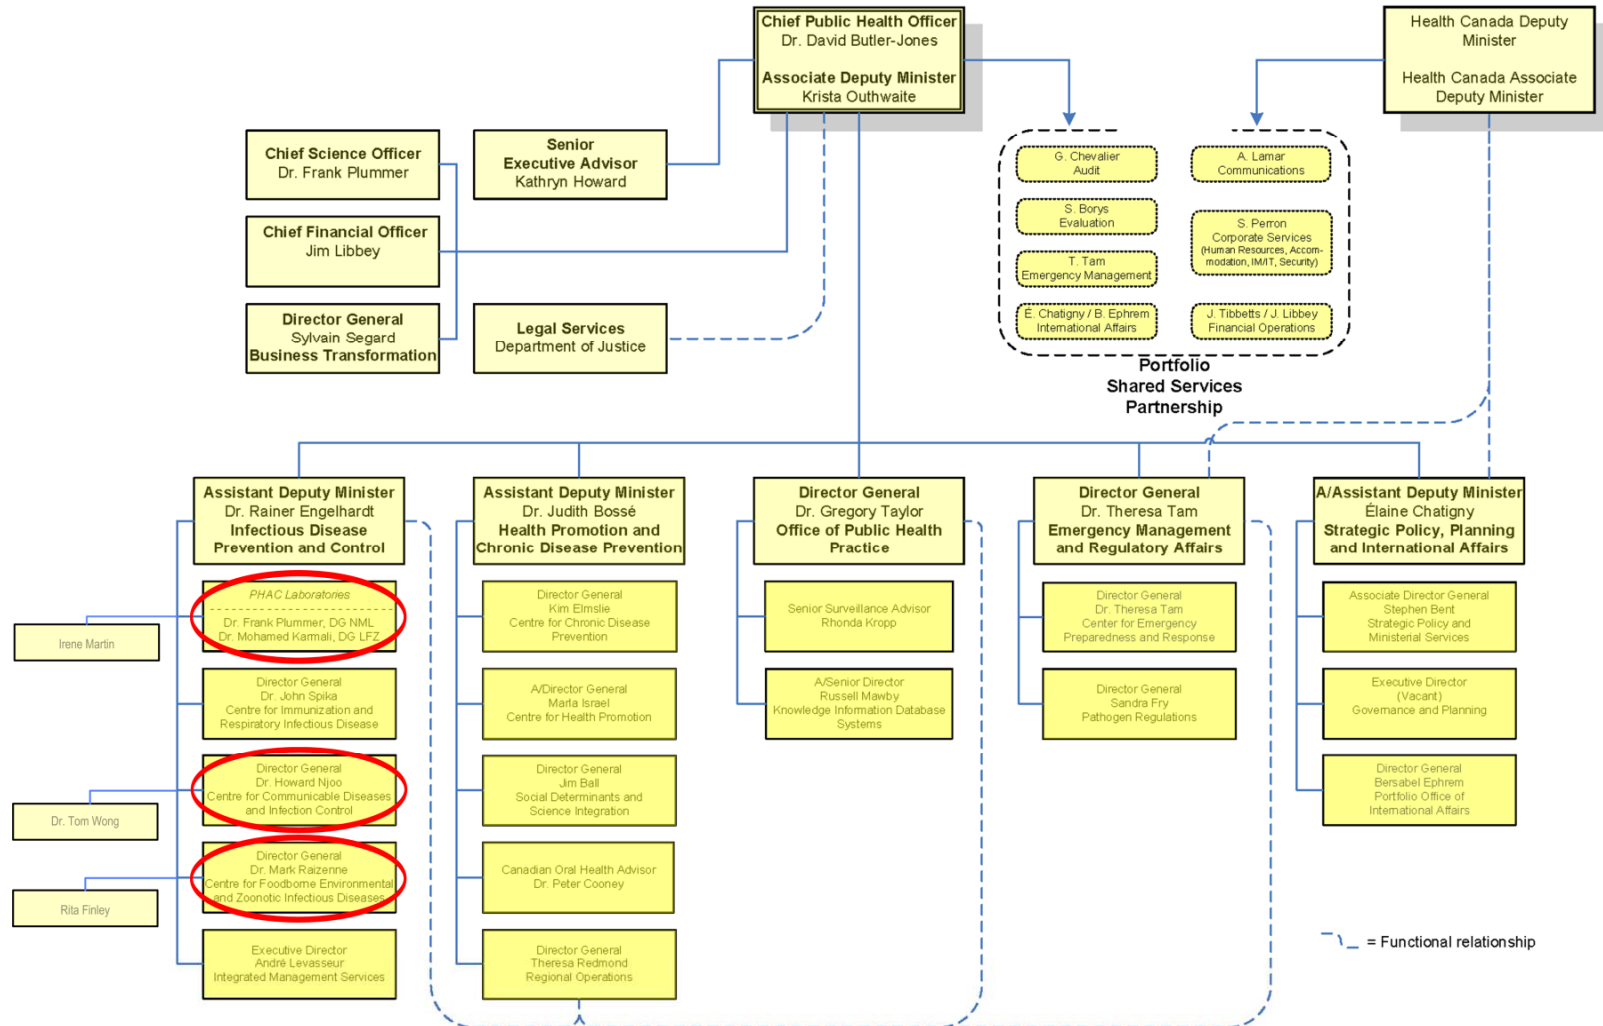 Chief Public Health Officer
Dr. David Butler-Jones
Associate Deputy Minister
Krista Outhwaite
Health Canada Deputy
Minister
Health Canada Associate
Deputy Minister
Chief Science Officer
Dr. Frank Plummer
Senior
Executive Advisor
Kathryn Howard
Chief Financial Officer
Jim Libbey
Director General
Sylvain Segard
Business Transformation
Legal Services
Department of Justice
G. Chevalier
Audit
S. Borys
Evaluation
T. Tam
Emergency Management
É. Chatigny / B. Ephrem
International Affairs
A. Lamar
Communications
S. Perron
Corporate Services
(Human Resources, Accom-
modation, IM/IT, Security)
J. Tibbetts / J. Libbey
Financial Operations
Portfolio
Shared Services
Partnership
Assistant Deputy Minister
Dr. Rainer Engelhardt
Infectious Disease
Prevention and Control
PHAC Laboratories
Dr. Frank Plummer, DG NML
Dr. Mohamed Karmali, DG LFZ
Irene Martin
Director General
Dr. John Spika
Centre for Immunization and
Respiratory Infectious Disease
Director General
Dr. Howard Njoo
Centre for Communicable Diseases
and Infection Control
Dr. Tom Wong
Director General
Dr. Mark Raizenne
Centre for Foodborne Environmental
and Zoonotic Infectious Diseases
Rita Finley
Executive Director
André Levasseur
Integrated Management Services
Assistant Deputy Minister
Dr. Judith Bossé
Health Promotion and
Chronic Disease Prevention
Director General
Kim Elmslie
Centre for Chronic Disease
Prevention
A/Director General
Marla Israel
Centre for Health Promotion
Director General
Jim Ball
Social Determinants and
Science Integration
Canadian Oral Health Advisor
Dr. Peter Cooney
Director General
Theresa Redmond
Regional Operations
Director General
Dr. Gregory Taylor
Office of Public Health
Practice
Senior Surveillance Advisor
Rhonda Kropp
A/Senior Director
Russell Mawby
Knowledge Information Database
Systems
Director General
Dr. Theresa Tam
Emergency Management
and Regulatory Affairs
Director General
Dr. Theresa Tam
Center for Emergency
Preparedness and Response
Director General
Sandra Fry
Pathogen Regulations
A/Assistant Deputy Minister
Élaine Chatigny
Strategic Policy, Planning
and International Affairs
Associate Director General
Stephen Bent
Strategic Policy and
Ministerial Services
Executive Director
(Vacant)
Governance and Planning
Director General
Bersabel Ephrem
Portfolio Office of
International Affairs
= Functional relationship